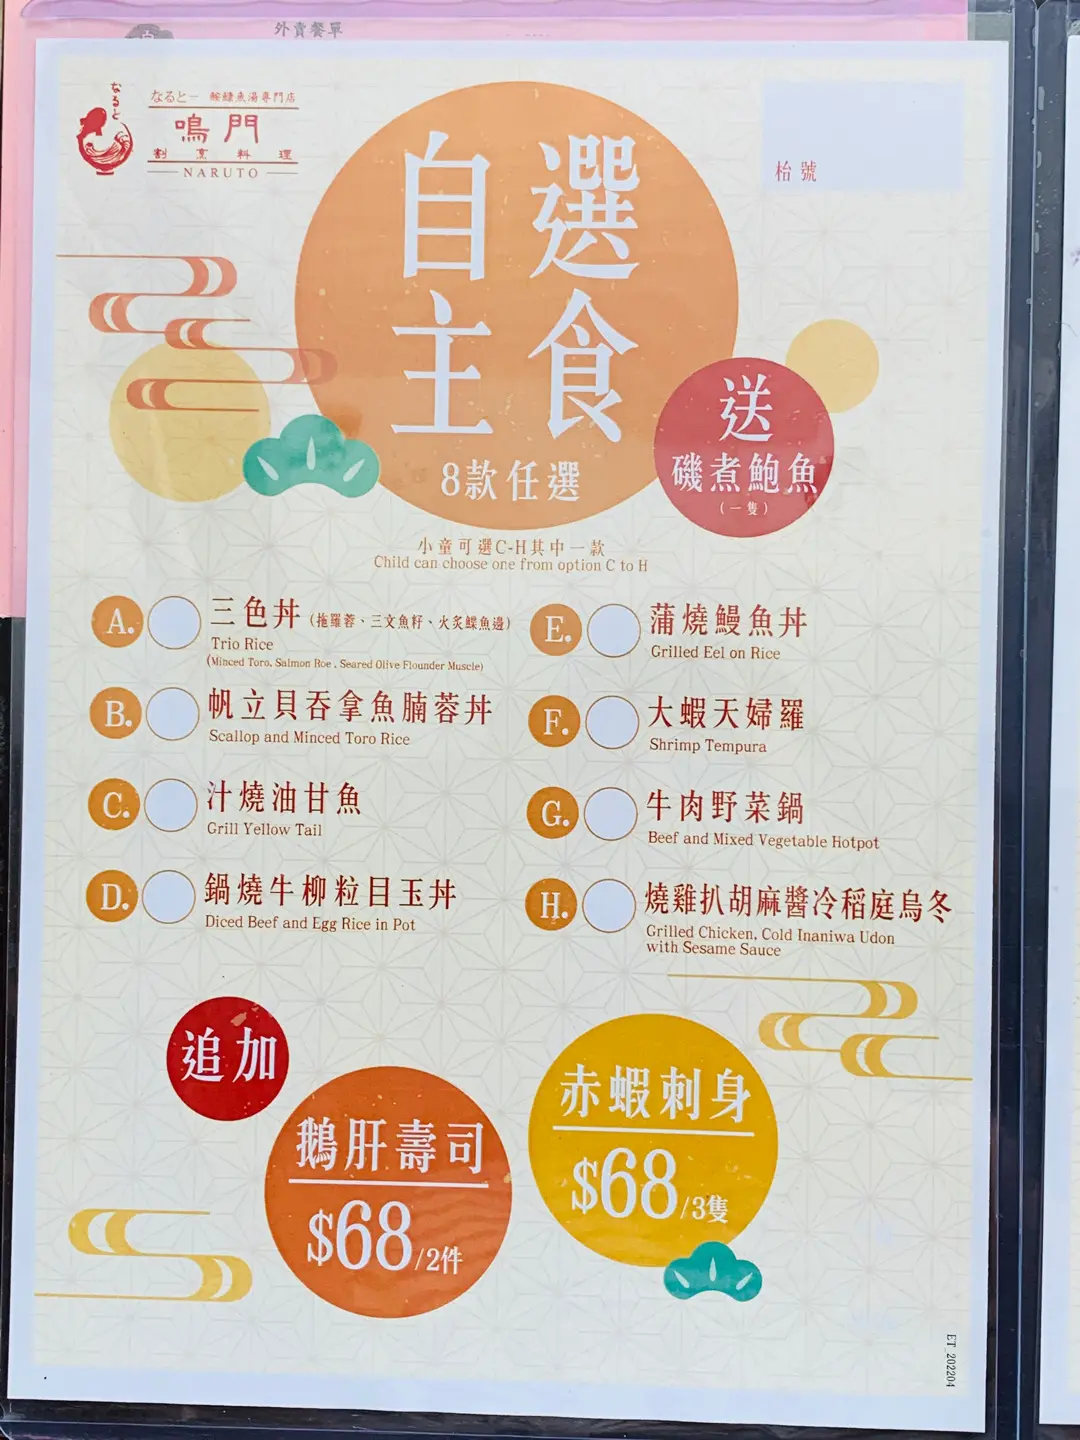 外賣餐單
なると
なると一 鮟鱇魚湯專門店
鳴門
割烹料理
NARUTO
枱號
自選
主食
8款任選
送
磯煮鮑魚
(一隻)
小童可選C-H其中一款
Child can choose one from option C to H
A. 三色丼 (拖羅蓉、三文魚籽、火炙鰈魚邊)
Trio Rice
(Minced Toro, Salmon Roe , Seared Olive Flounder Muscle)
B. 帆立貝吞拿魚腩蓉丼
Scallop and Minced Toro Rice
C. 汁燒油甘魚
Grill Yellow Tail
D. 鍋燒牛柳粒目玉丼
Diced Beef and Egg Rice in Pot
E. 蒲燒鰻魚丼
Grilled Eel on Rice
F. 大蝦天婦羅
Shrimp Tempura
G. 牛肉野菜鍋
Beef and Mixed Vegetable Hotpot
H. 燒雞扒胡麻醬冷稻庭烏冬
Grilled Chicken, Cold Inaniwa Udon
with Sesame Sauce
追加
鵝肝壽司
$68/2件
赤蝦刺身
$68/3隻
ET_202204